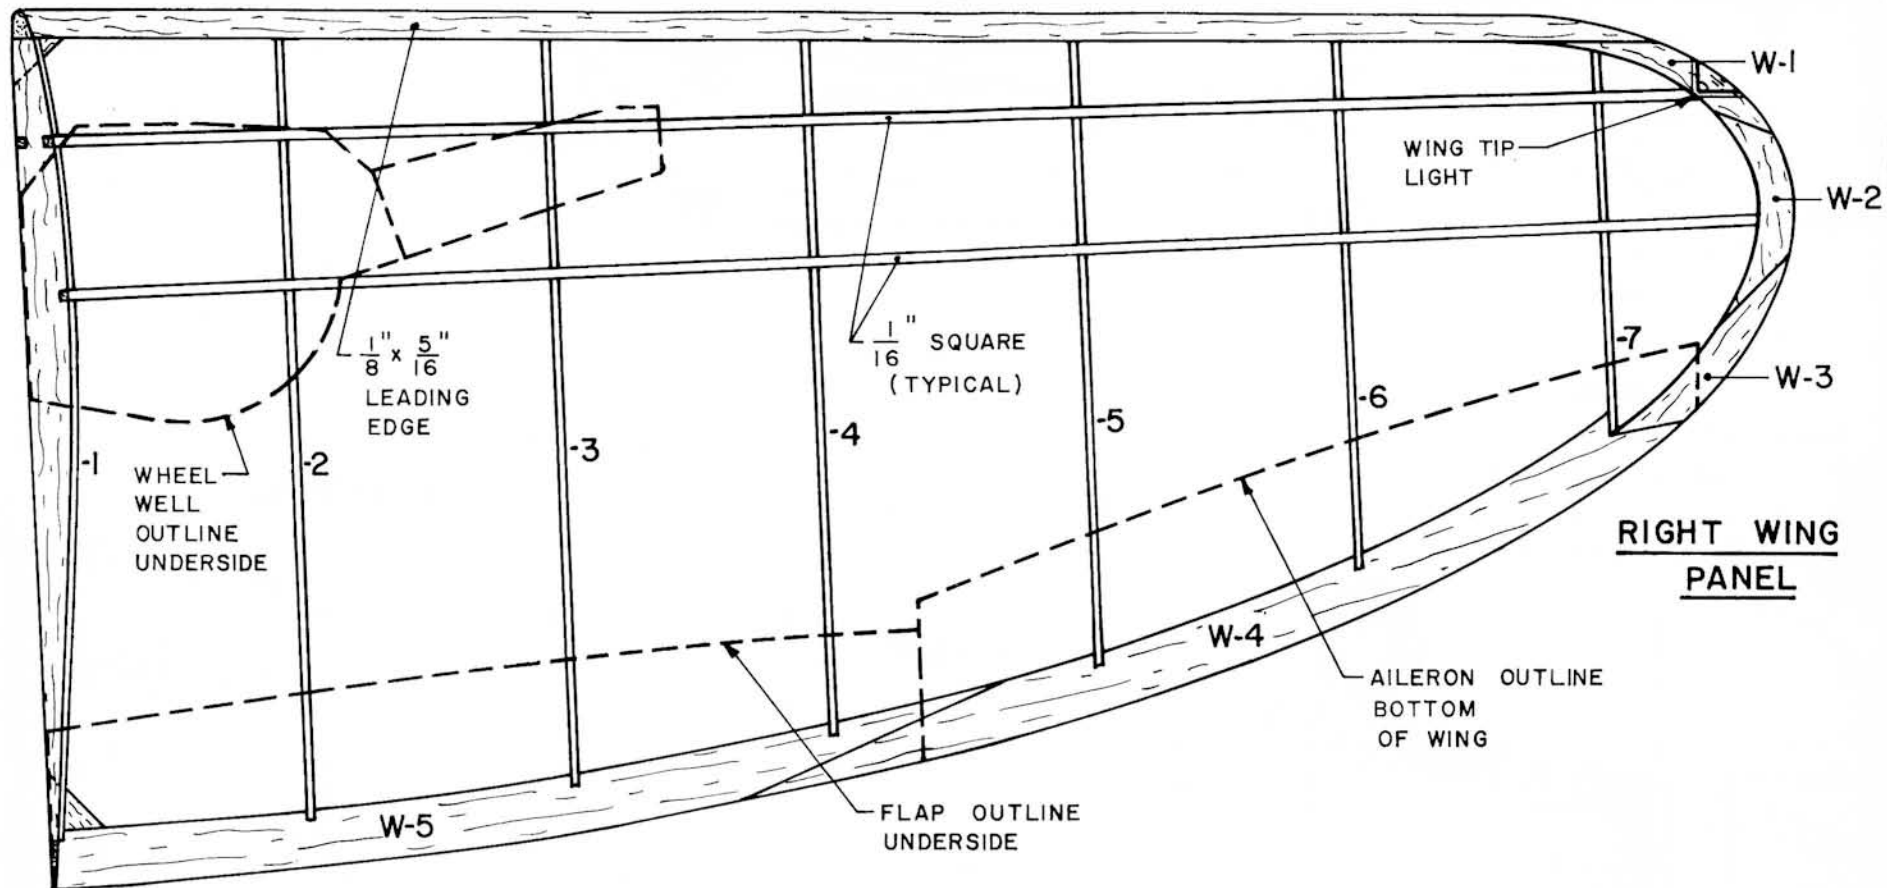 W-1
WING TIP
LIGHT
W-2
1/8" x 5/16"
LEADING
EDGE
1/16" SQUARE
(TYPICAL)
-7
W-3
-1
-2
-3
-4
-5
-6
WHEEL
WELL
OUTLINE
UNDERSIDE
RIGHT WING
PANEL
W-4
AILERON OUTLINE
BOTTOM
OF WING
W-5
FLAP OUTLINE
UNDERSIDE